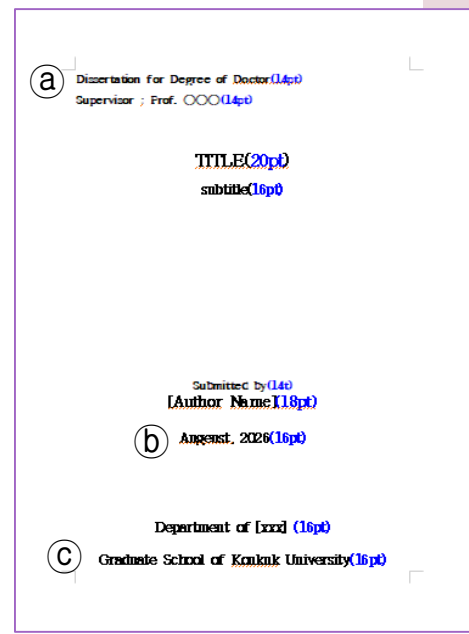 ⓐ Dissertation for Degree of Doctor(14pt)
Supervisor ; Prof. ○○○(14pt)
TITLE(20pt)
subtitle(16pt)
Submitted by(14t)
[Author Name](18pt)
ⓑ Augenst, 2026(16pt)
Department of [xxx] (16pt)
ⓒ Graduate School of Konkuk University(16pt)